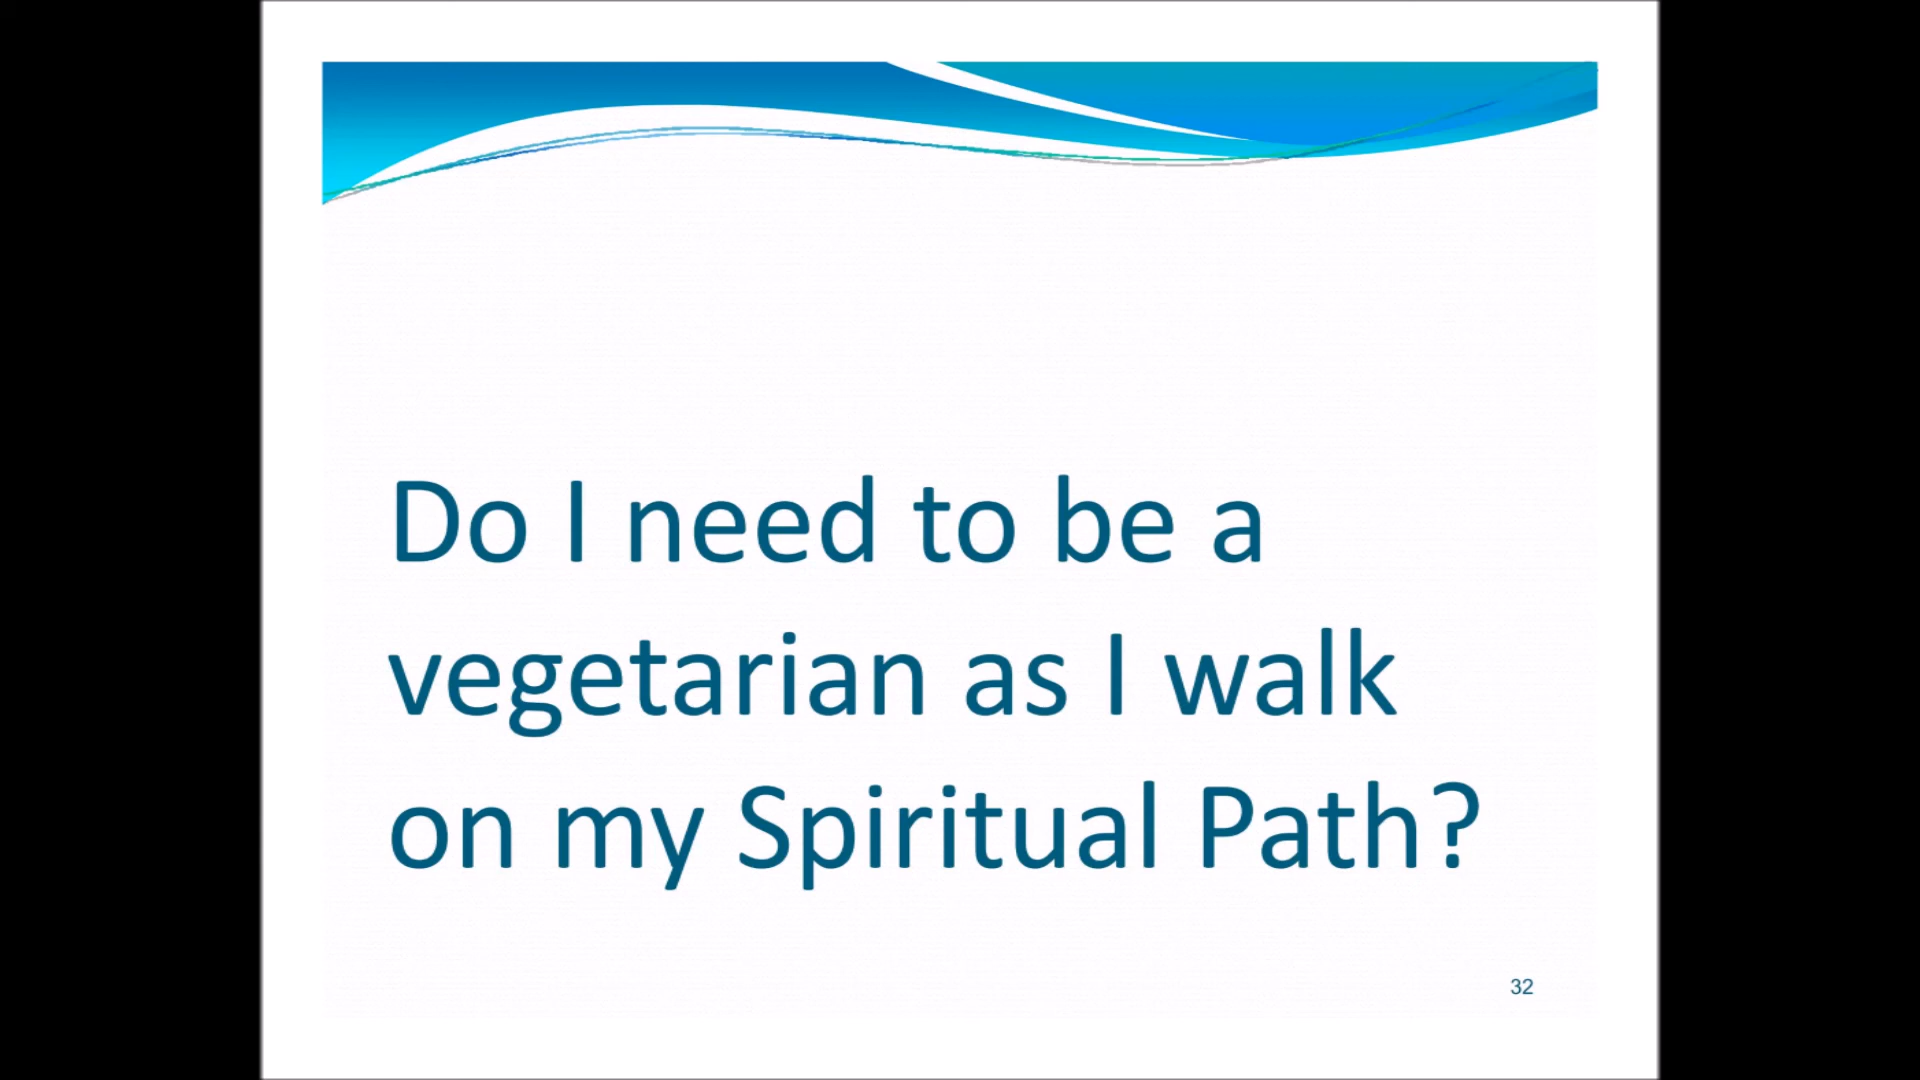 Do I need to be a
vegetarian as I walk
on my Spiritual Path?
32